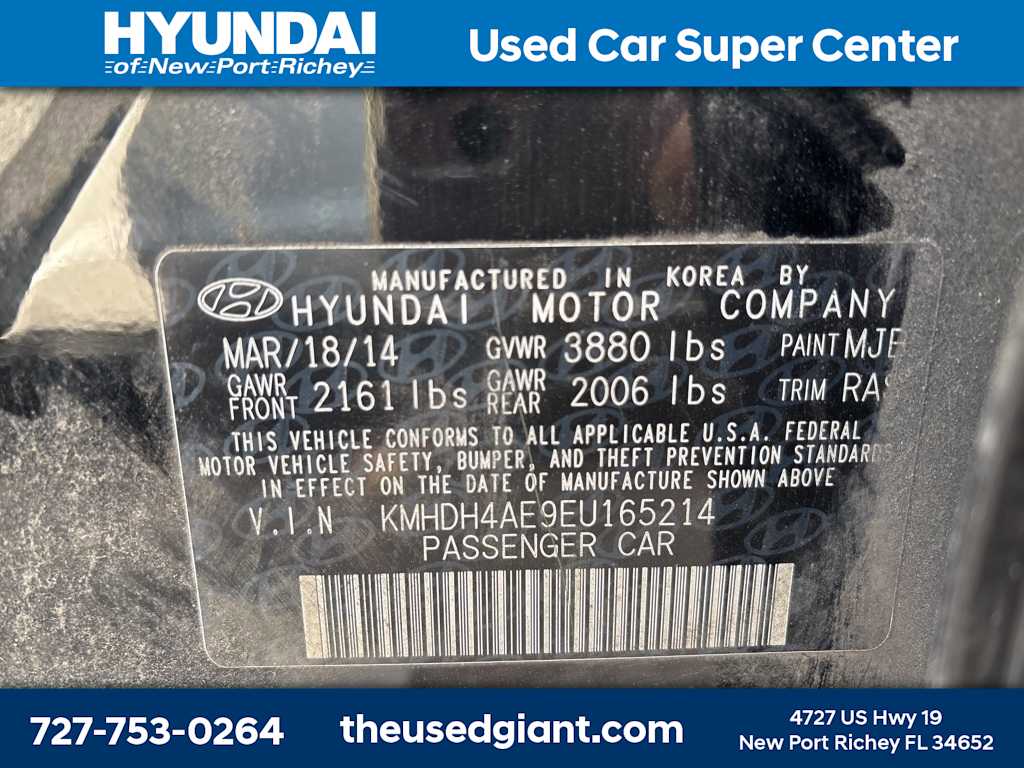 HYUNDAI
of New Port Richey
Used Car Super Center
MANUFACTURED IN KOREA BY
HYUNDAI MOTOR COMPANY
MAR/18/14 GVWR 3880 lbs PAINT MJB
GAWR FRONT 2161 lbs GAWR REAR 2006 lbs TRIM RAS
THIS VEHICLE CONFORMS TO ALL APPLICABLE U.S.A. FEDERAL
MOTOR VEHICLE SAFETY, BUMPER, AND THEFT PREVENTION STANDARDS
IN EFFECT ON THE DATE OF MANUFACTURE SHOWN ABOVE
V.I.N KMHDH4AE9EU165214
PASSENGER CAR
727-753-0264
theusedgiant.com
4727 US Hwy 19
New Port Richey FL 34652